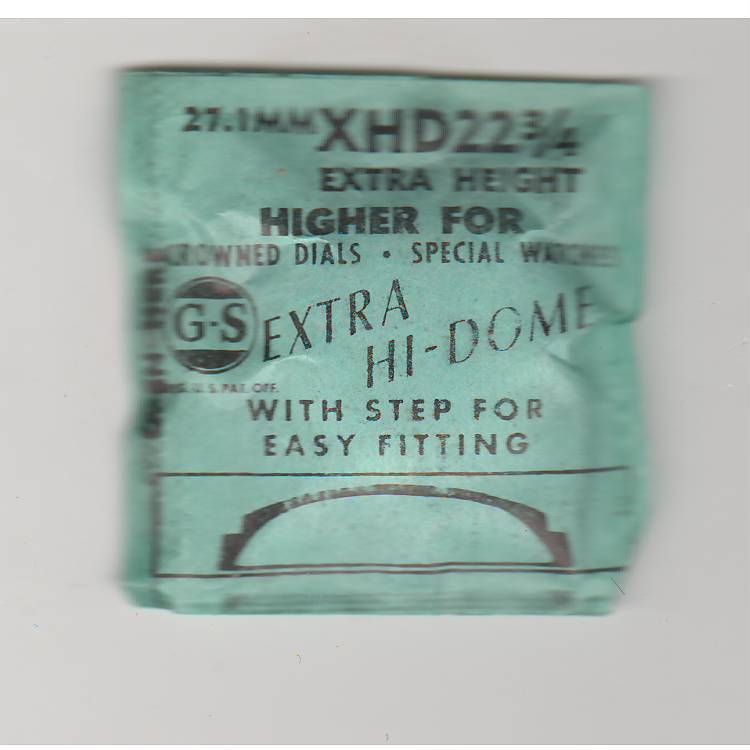 27.1MM XHD22¾
EXTRA HEIGHT
HIGHER FOR
CROWNED DIALS • SPECIAL WATCHES
G-S
EXTRA
HI-DOME
U.S. PAT. OFF.
WITH STEP FOR
EASY FITTING